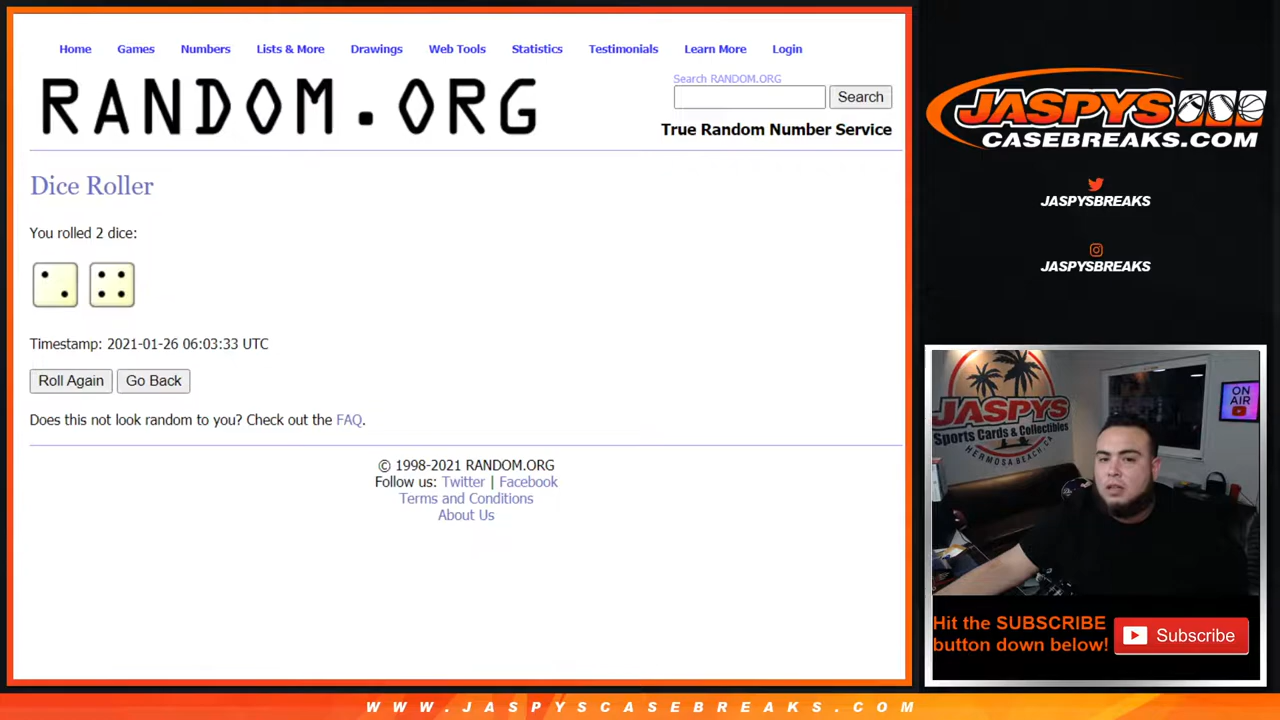 Home Games Numbers Lists & More Drawings Web Tools Statistics Testimonials Learn More Login
RANDOM.ORG
Search RANDOM.ORG
Search
True Random Number Service
Dice Roller
You rolled 2 dice:
Timestamp: 2021-01-26 06:03:33 UTC
Roll Again Go Back
Does this not look random to you? Check out the FAQ.
© 1998-2021 RANDOM.ORG
Follow us: Twitter | Facebook
Terms and Conditions
About Us
JASPYS
CASEBREAKS.COM
JASPYSBREAKS
JASPYSBREAKS
JASPYS
Sports Cards & Collectibles
HERMOSA BEACH, CA
ON
AIR
Hit the SUBSCRIBE
button down below!
Subscribe
WWW.JASPYSCASEBREAKS.COM